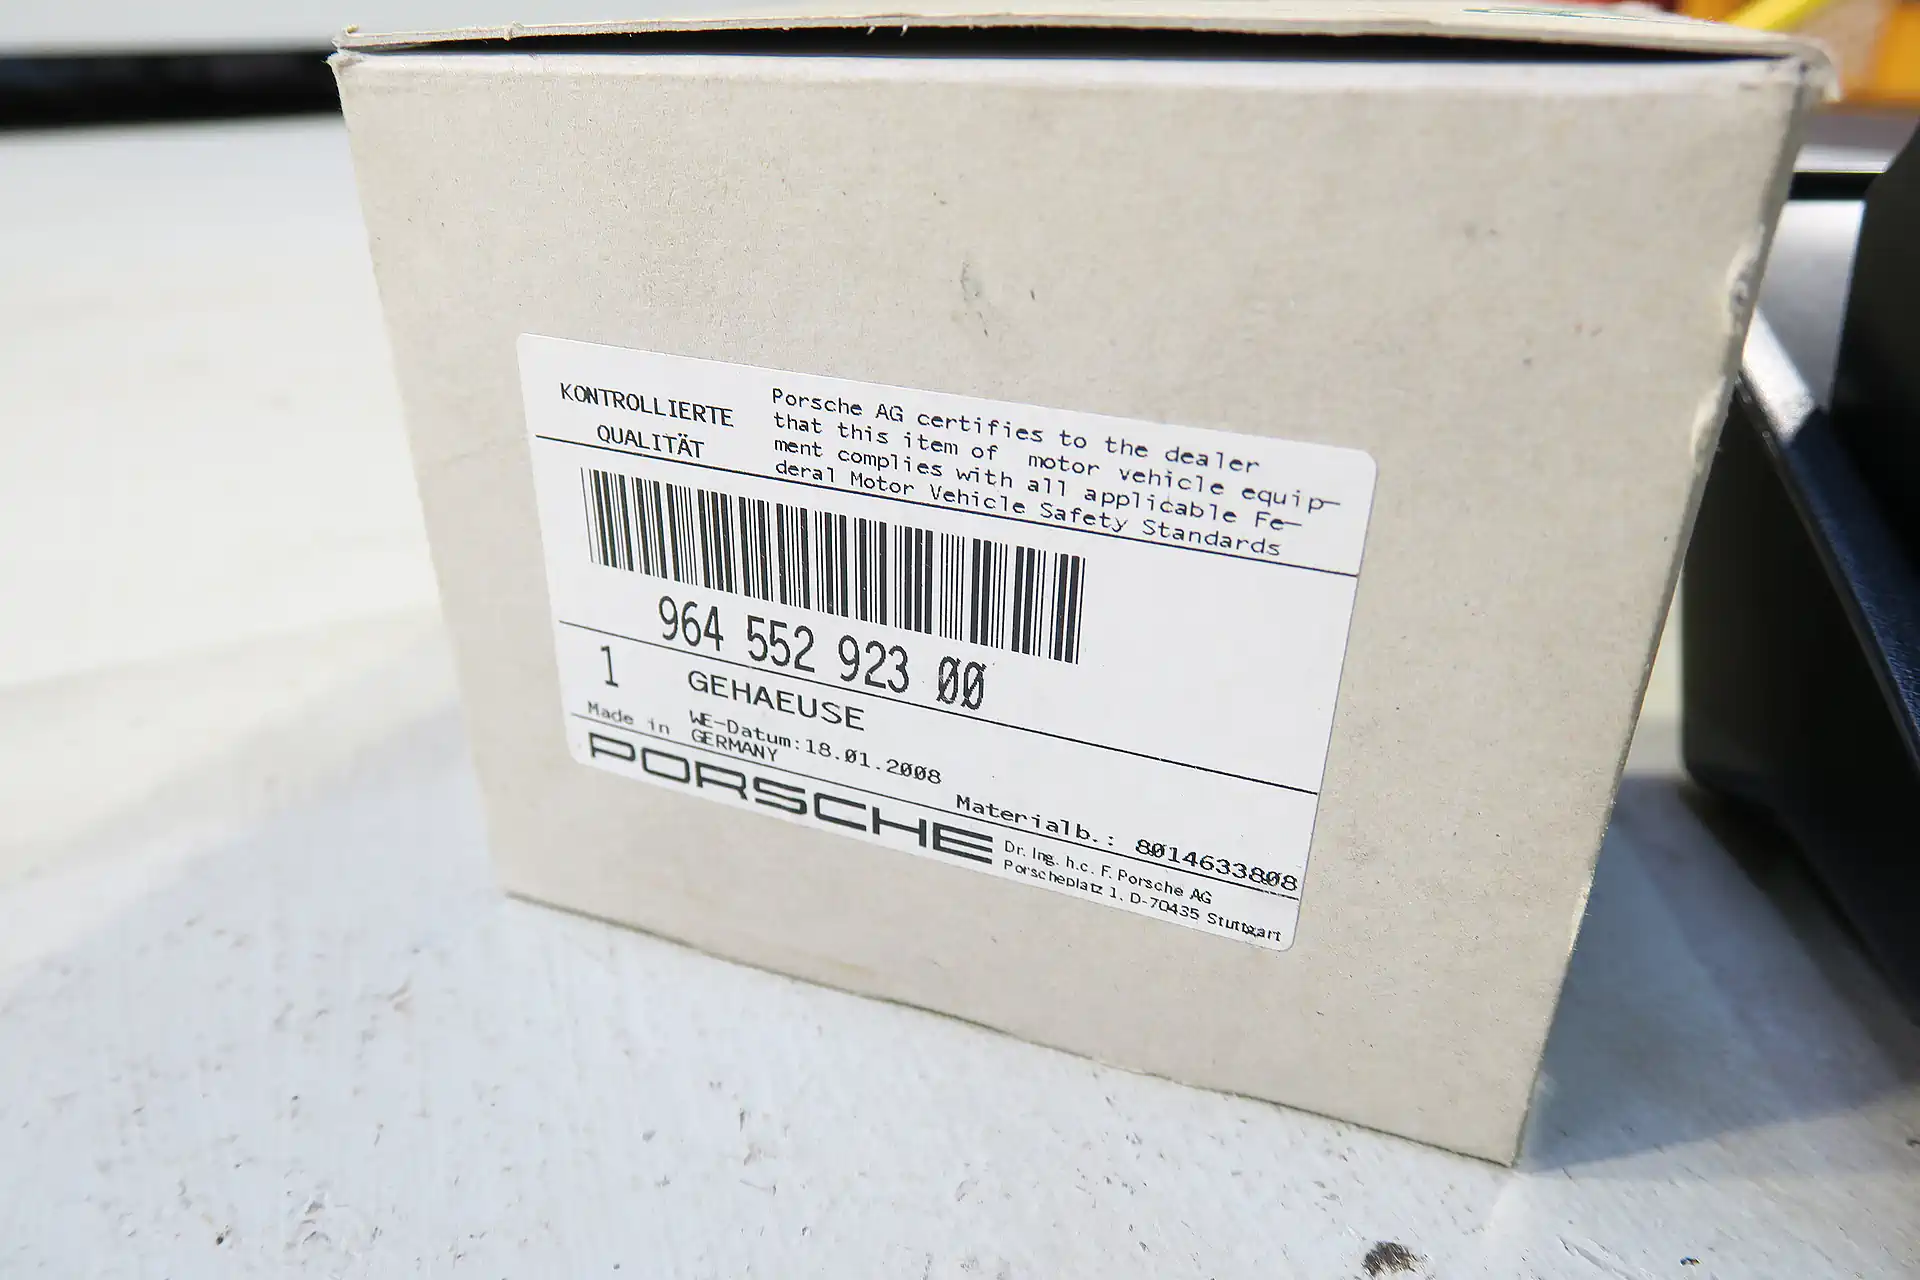 KONTROLLIERTE
QUALITÄT
Porsche AG certifies to the dealer
that this item of motor vehicle equip-
ment complies with all applicable Fe-
deral Motor Vehicle Safety Standards
964 552 923 00
1 GEHAEUSE
WE-Datum:18.01.2008
Made in GERMANY
Materialb.: 8014633808
PORSCHE
Dr. Ing. h.c. F. Porsche AG
Porscheplatz 1, D-70435 Stuttgart